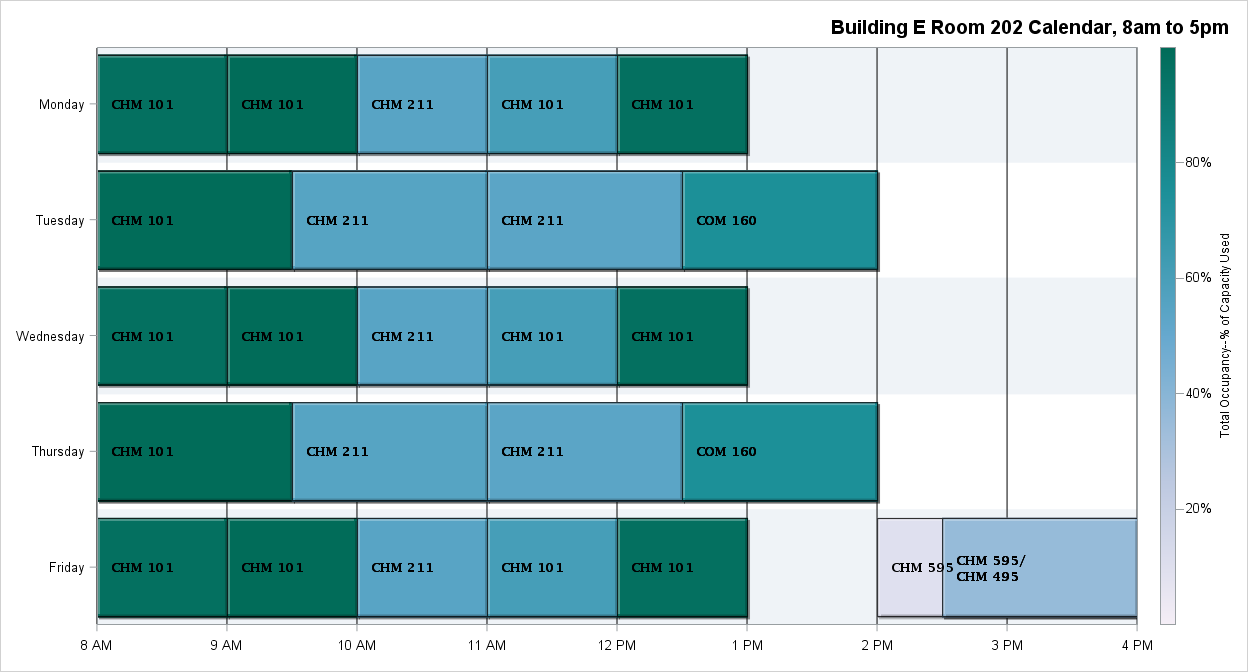 Building E Room 202 Calendar, 8am to 5pm
Monday
CHM 101
CHM 101
CHM 211
CHM 101
CHM 101
Tuesday
CHM 101
CHM 211
CHM 211
COM 160
Wednesday
CHM 101
CHM 101
CHM 211
CHM 101
CHM 101
Thursday
CHM 101
CHM 211
CHM 211
COM 160
Friday
CHM 101
CHM 101
CHM 211
CHM 101
CHM 101
CHM 595
CHM 595/
CHM 495
8 AM
9 AM
10 AM
11 AM
12 PM
1 PM
2 PM
3 PM
4 PM
80%
60%
40%
20%
Total Occupancy--% of Capacity Used